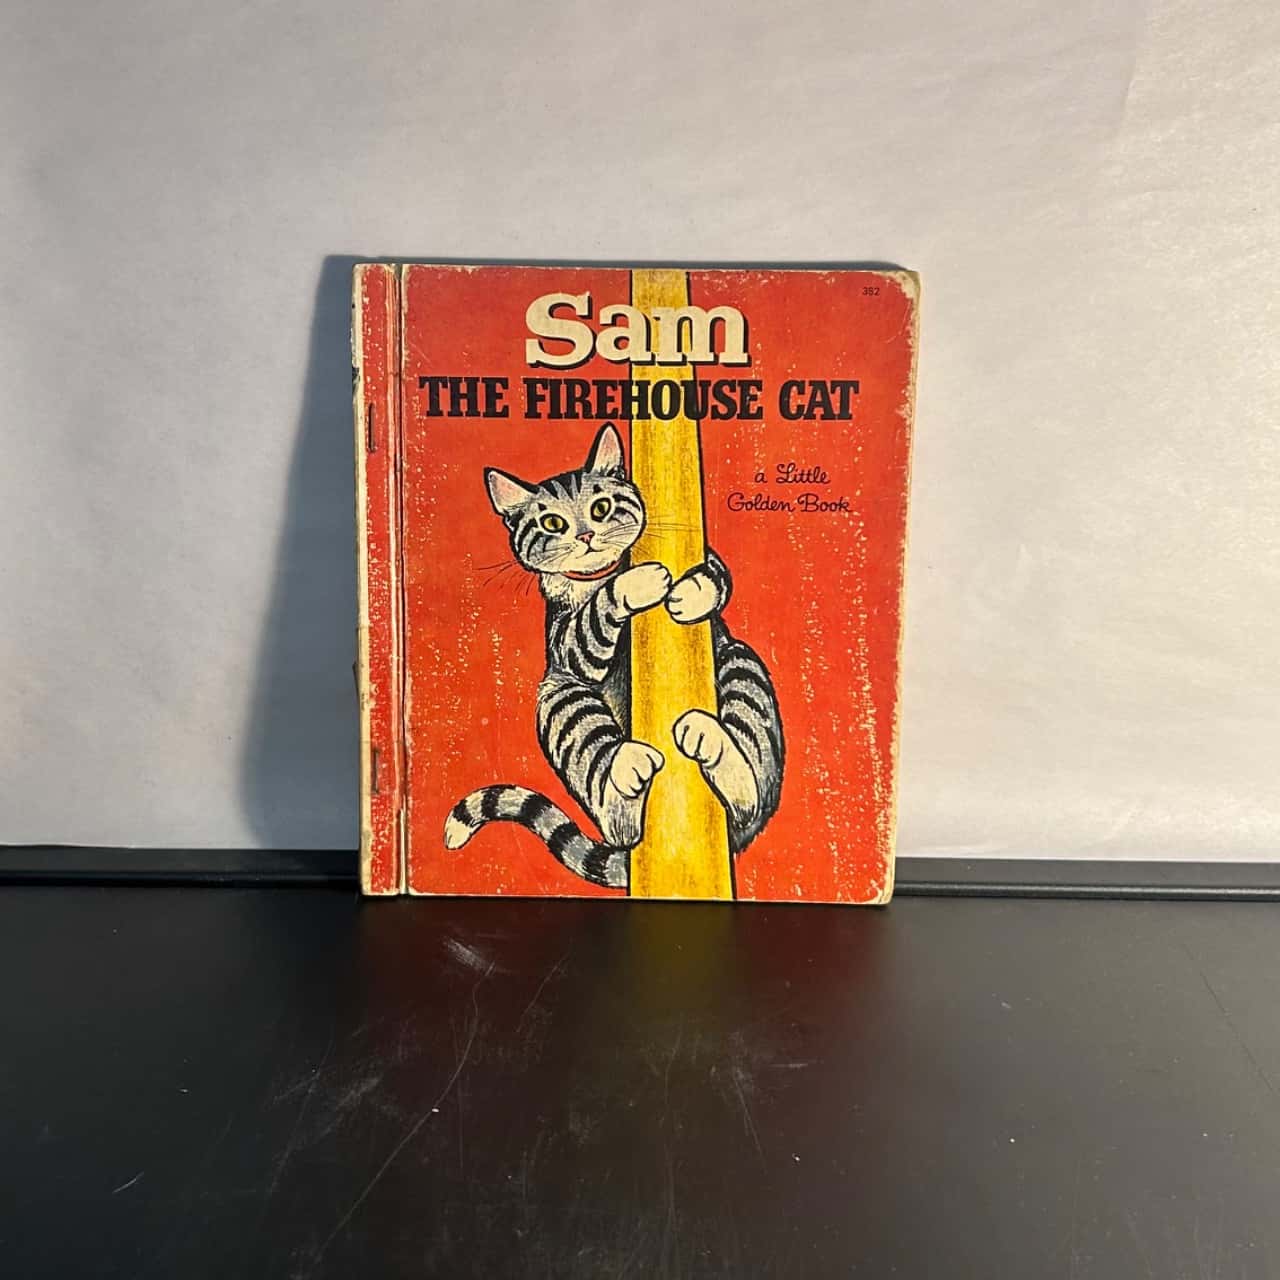 382
Sam
THE FIREHOUSE CAT
a Little
Golden Book